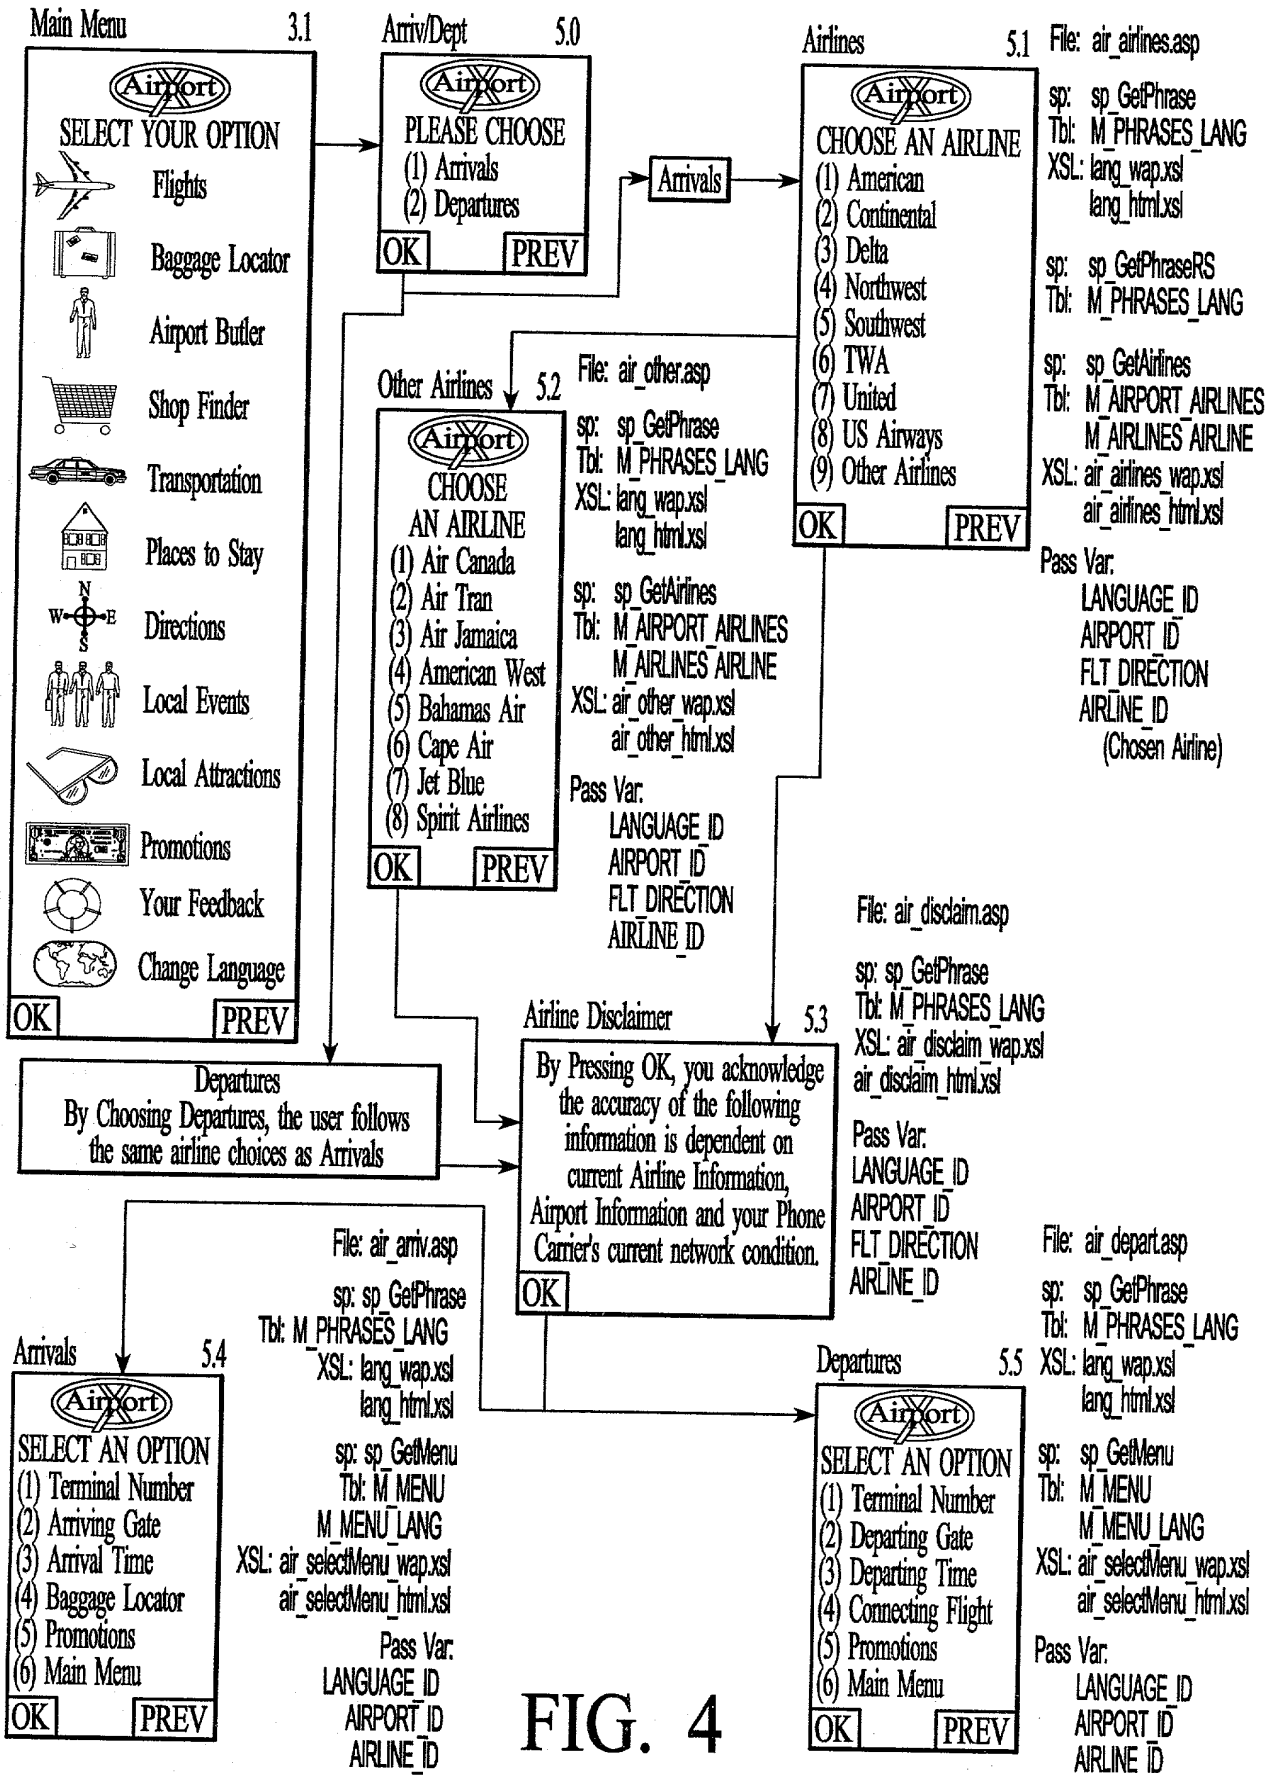 Main Menu 3.1
Airport
X
SELECT YOUR OPTION
Flights
Baggage Locator
Airport Butler
Shop Finder
Transportation
Places to Stay
N
W E
S
Directions
Local Events
Local Attractions
Promotions
Your Feedback
Change Language
OK PREV
Arriv/Dept 5.0
Airport
X
PLEASE CHOOSE
(1) Arrivals
(2) Departures
OK PREV
Arrivals
Airlines 5.1
Airport
X
CHOOSE AN AIRLINE
(1) American
(2) Continental
(3) Delta
(4) Northwest
(5) Southwest
(6) TWA
(7) United
(8) US Airways
(9) Other Airlines
OK PREV
File: air_airlines.asp
sp: sp_GetPhrase
Tbl: M_PHRASES_LANG
XSL: lang_wap.xsl
lang_html.xsl
sp: sp_GetPhraseRS
Tbl: M_PHRASES_LANG
sp: sp_GetAirlines
Tbl: M_AIRPORT_AIRLINES
M_AIRLINES_AIRLINE
XSL: air_airlines_wap.xsl
air_airlines_html.xsl
Pass Var:
LANGUAGE_ID
AIRPORT_ID
FLT_DIRECTION
AIRLINE_ID
(Chosen Airline)
Other Airlines 5.2
Airport
X
CHOOSE
AN AIRLINE
(1) Air Canada
(2) Air Tran
(3) Air Jamaica
(4) American West
(5) Bahamas Air
(6) Cape Air
(7) Jet Blue
(8) Spirit Airlines
OK PREV
File: air_other.asp
sp: sp_GetPhrase
Tbl: M_PHRASES_LANG
XSL: lang_wap.xsl
lang_html.xsl
sp: sp_GetAirlines
Tbl: M_AIRPORT_AIRLINES
M_AIRLINES_AIRLINE
XSL: air_other_wap.xsl
air_other_html.xsl
Pass Var:
LANGUAGE_ID
AIRPORT_ID
FLT_DIRECTION
AIRLINE_ID
Departures
By Choosing Departures, the user follows
the same airline choices as Arrivals
Airline Disclaimer 5.3
By Pressing OK, you acknowledge
the accuracy of the following
information is dependent on
current Airline Information,
Airport Information and your Phone
Carrier's current network condition.
OK
File: air_disclaim.asp
sp: sp_GetPhrase
Tbl: M_PHRASES_LANG
XSL: air_disclaim_wap.xsl
air_disclaim_html.xsl
Pass Var:
LANGUAGE_ID
AIRPORT_ID
FLT_DIRECTION
AIRLINE_ID
Arrivals 5.4
Airport
X
SELECT AN OPTION
(1) Terminal Number
(2) Arriving Gate
(3) Arrival Time
(4) Baggage Locator
(5) Promotions
(6) Main Menu
OK PREV
File: air_arriv.asp
sp: sp_GetPhrase
Tbl: M_PHRASES_LANG
XSL: lang_wap.xsl
lang_html.xsl
sp: sp_GetMenu
Tbl: M_MENU
M_MENU_LANG
XSL: air_selectMenu_wap.xsl
air_selectMenu_html.xsl
Pass Var:
LANGUAGE_ID
AIRPORT_ID
AIRLINE_ID
Departures 5.5
Airport
X
SELECT AN OPTION
(1) Terminal Number
(2) Departing Gate
(3) Departing Time
(4) Connecting Flight
(5) Promotions
(6) Main Menu
OK PREV
File: air_depart.asp
sp: sp_GetPhrase
Tbl: M_PHRASES_LANG
XSL: lang_wap.xsl
lang_html.xsl
sp: sp_GetMenu
Tbl: M_MENU
M_MENU_LANG
XSL: air_selectMenu_wap.xsl
air_selectMenu_html.xsl
Pass Var:
LANGUAGE_ID
AIRPORT_ID
AIRLINE_ID
FIG. 4